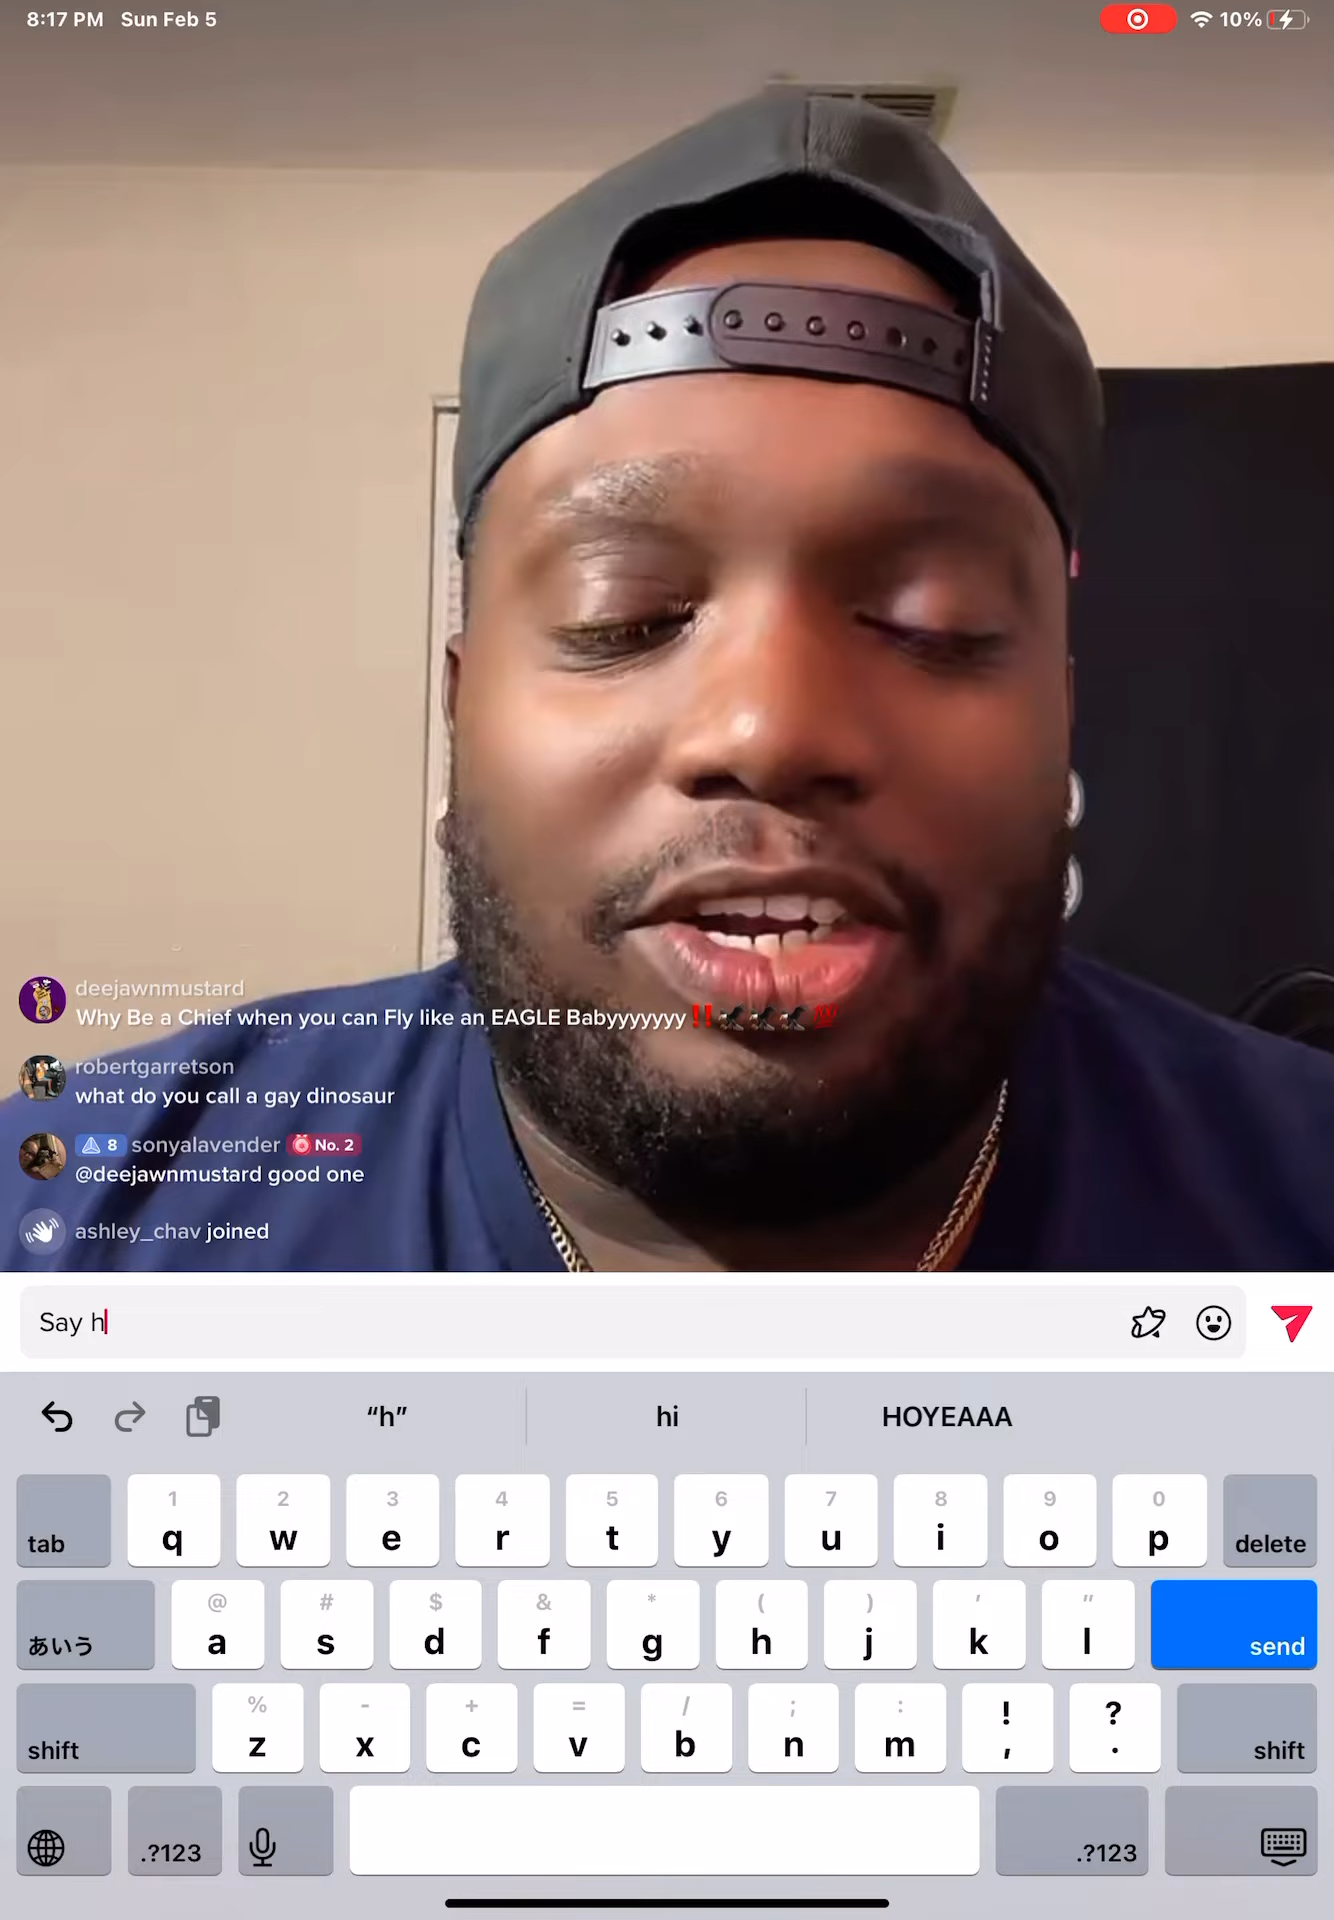 8:17 PM Sun Feb 5
10%
deejawnmustard
Why Be a Chief when you can Fly like an EAGLE Babyyyyyyy‼️🦅🦅🦅💯
robertgarretson
what do you call a gay dinosaur
8 sonyalavender No. 2
@deejawnmustard good one
ashley_chav joined
Say h
“h” hi HOYEAAA
1 2 3 4 5 6 7 8 9 0
tab q w e r t y u i o p delete
@ # $ & * ( ) ' "
あいう a s d f g h j k l send
% - + = / ; : ! ?
shift z x c v b n m , . shift
.?123 .?123